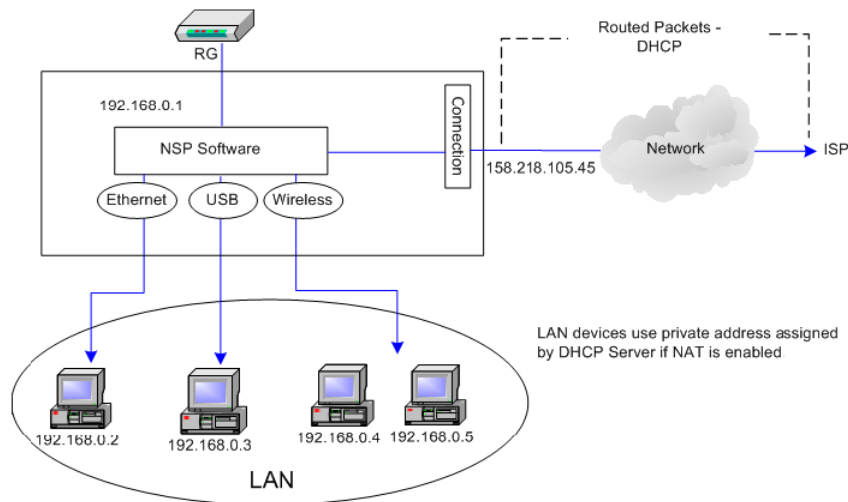 Routed Packets -
DHCP
RG
192.168.0.1
Connection
NSP Software
Network
ISP
158.218.105.45
Ethernet
USB
Wireless
LAN devices use private address assigned
by DHCP Server if NAT is enabled
192.168.0.2
192.168.0.3
192.168.0.4
192.168.0.5
LAN